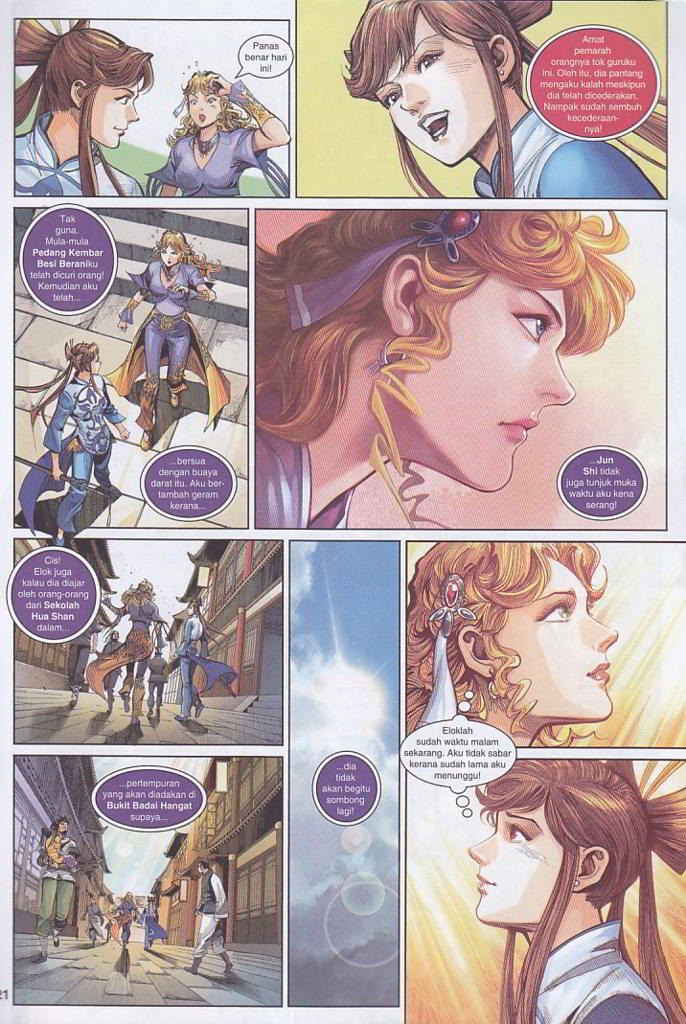 Panas
benar hari
ini!
Amat
pemarah
orangnya tok guruku
ini. Oleh itu, dia pantang
mengaku kalah meskipun
dia telah dicederakan.
Nampak sudah sembuh
kecederaan-
nya!
Tak
guna.
Mula-mula
Pedang Kembar
Besi Beraniku
telah dicuri orang!
Kemudian aku
telah...
...bersua
dengan buaya
darat itu. Aku ber-
tambah geram
kerana...
...Jun
Shi tidak
juga tunjuk muka
waktu aku kena
serang!
Cis!
Elok juga
kalau dia diajar
oleh orang-orang
dari Sekolah
Hua Shan
dalam...
...pertempuran
yang akan diadakan di
Bukit Badai Hangat
supaya...
...dia
tidak
akan begitu
sombong
lagi!
Eloklah
sudah waktu malam
sekarang. Aku tidak sabar
kerana sudah lama aku
menunggu!
21